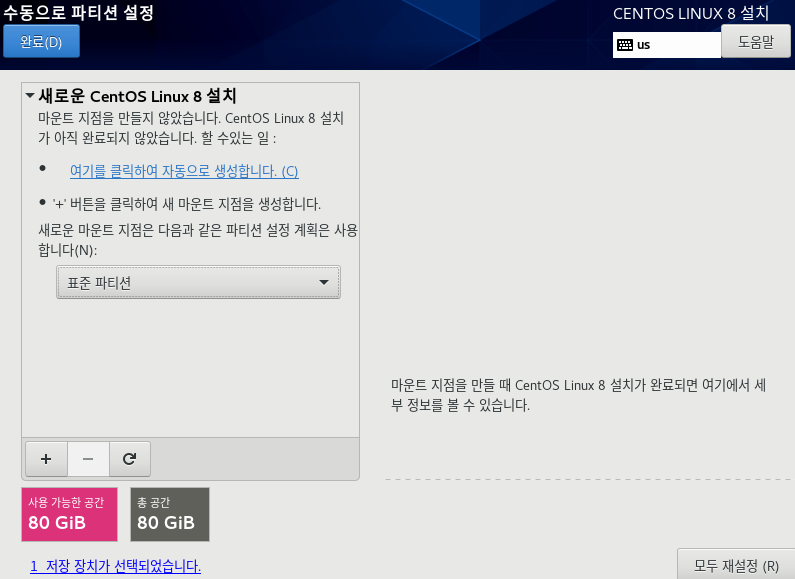 수동으로 파티션 설정
CENTOS LINUX 8 설치
완료(D)
us
도움말
새로운 CentOS Linux 8 설치
마운트 지점을 만들지 않았습니다. CentOS Linux 8 설치
가 아직 완료되지 않았습니다. 할 수있는 일 :
• 여기를 클릭하여 자동으로 생성합니다. (C)
• '+' 버튼을 클릭하여 새 마운트 지점을 생성합니다.
새로운 마운트 지점은 다음과 같은 파티션 설정 계획은 사용
합니다(N):
표준 파티션
마운트 지점을 만들 때 CentOS Linux 8 설치가 완료되면 여기에서 세
부 정보를 볼 수 있습니다.
+ −
사용 가능한 공간
80 GiB
총 공간
80 GiB
1 저장 장치가 선택되었습니다.
모두 재설정 (R)